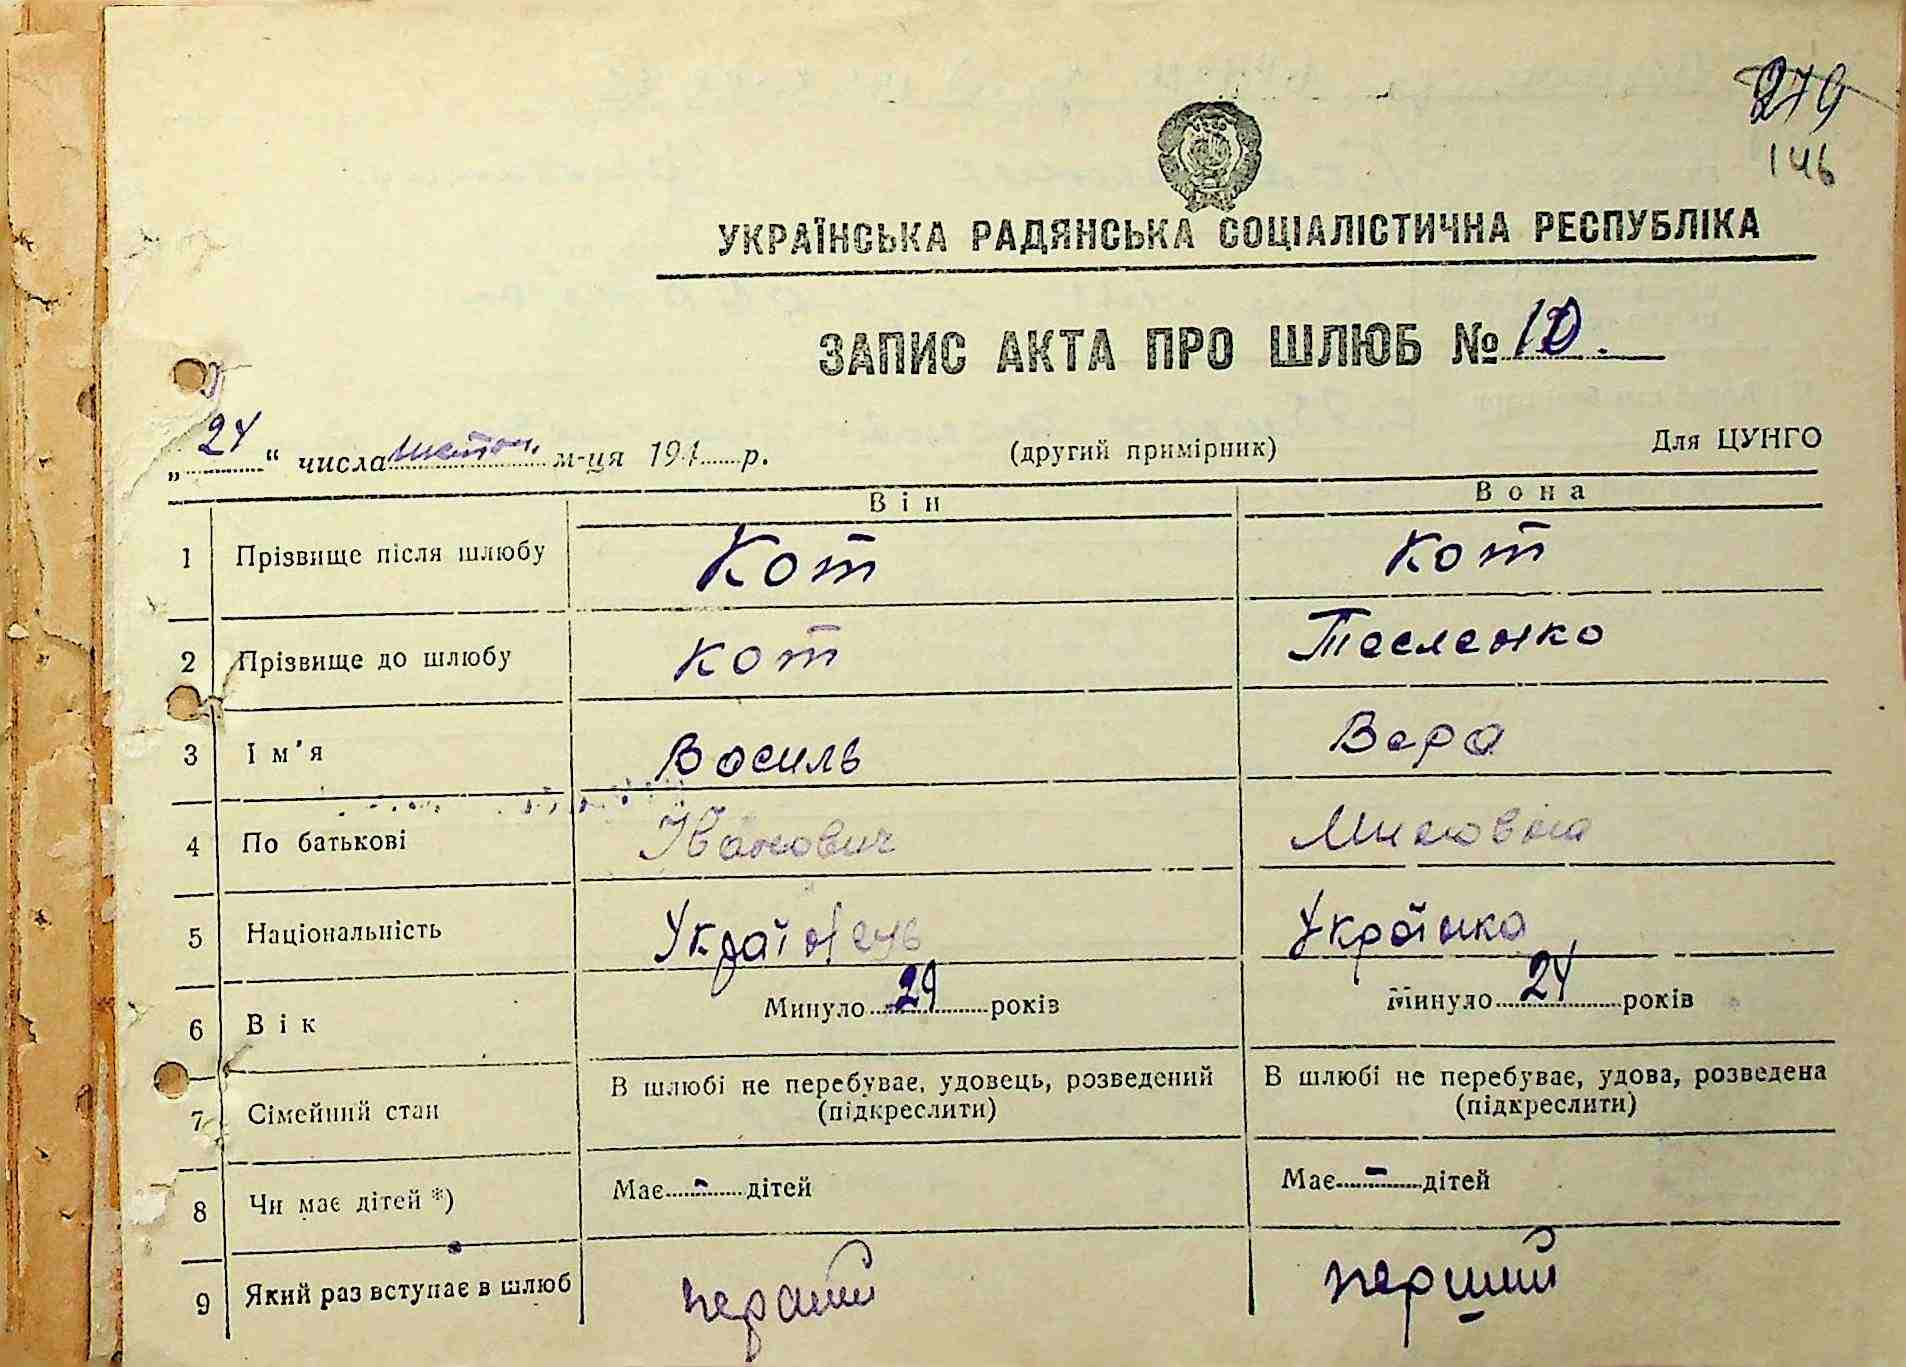 279
146
УКРАЇНСЬКА РАДЯНСЬКА СОЦІАЛІСТИЧНА РЕСПУБЛІКА
ЗАПИС АКТА ПРО ШЛЮБ № 10.
„24“ числа м-ця 191 р. (другий примірник) Для ЦУНГО
Він Вона
1 Прізвище після шлюбу Кот Кот
2 Прізвище до шлюбу Кот Тесленко
3 Ім'я Василь Вера
4 По батькові Іванович
5 Національність Українець Українка
6 Вік Минуло 29 років Минуло 24 років
7 Сімейний стан В шлюбі не перебуває, удовець, розведений (підкреслити) В шлюбі не перебуває, удова, розведена (підкреслити)
8 Чи має дітей *) Має - дітей Має - дітей
9 Який раз вступає в шлюб перший перший